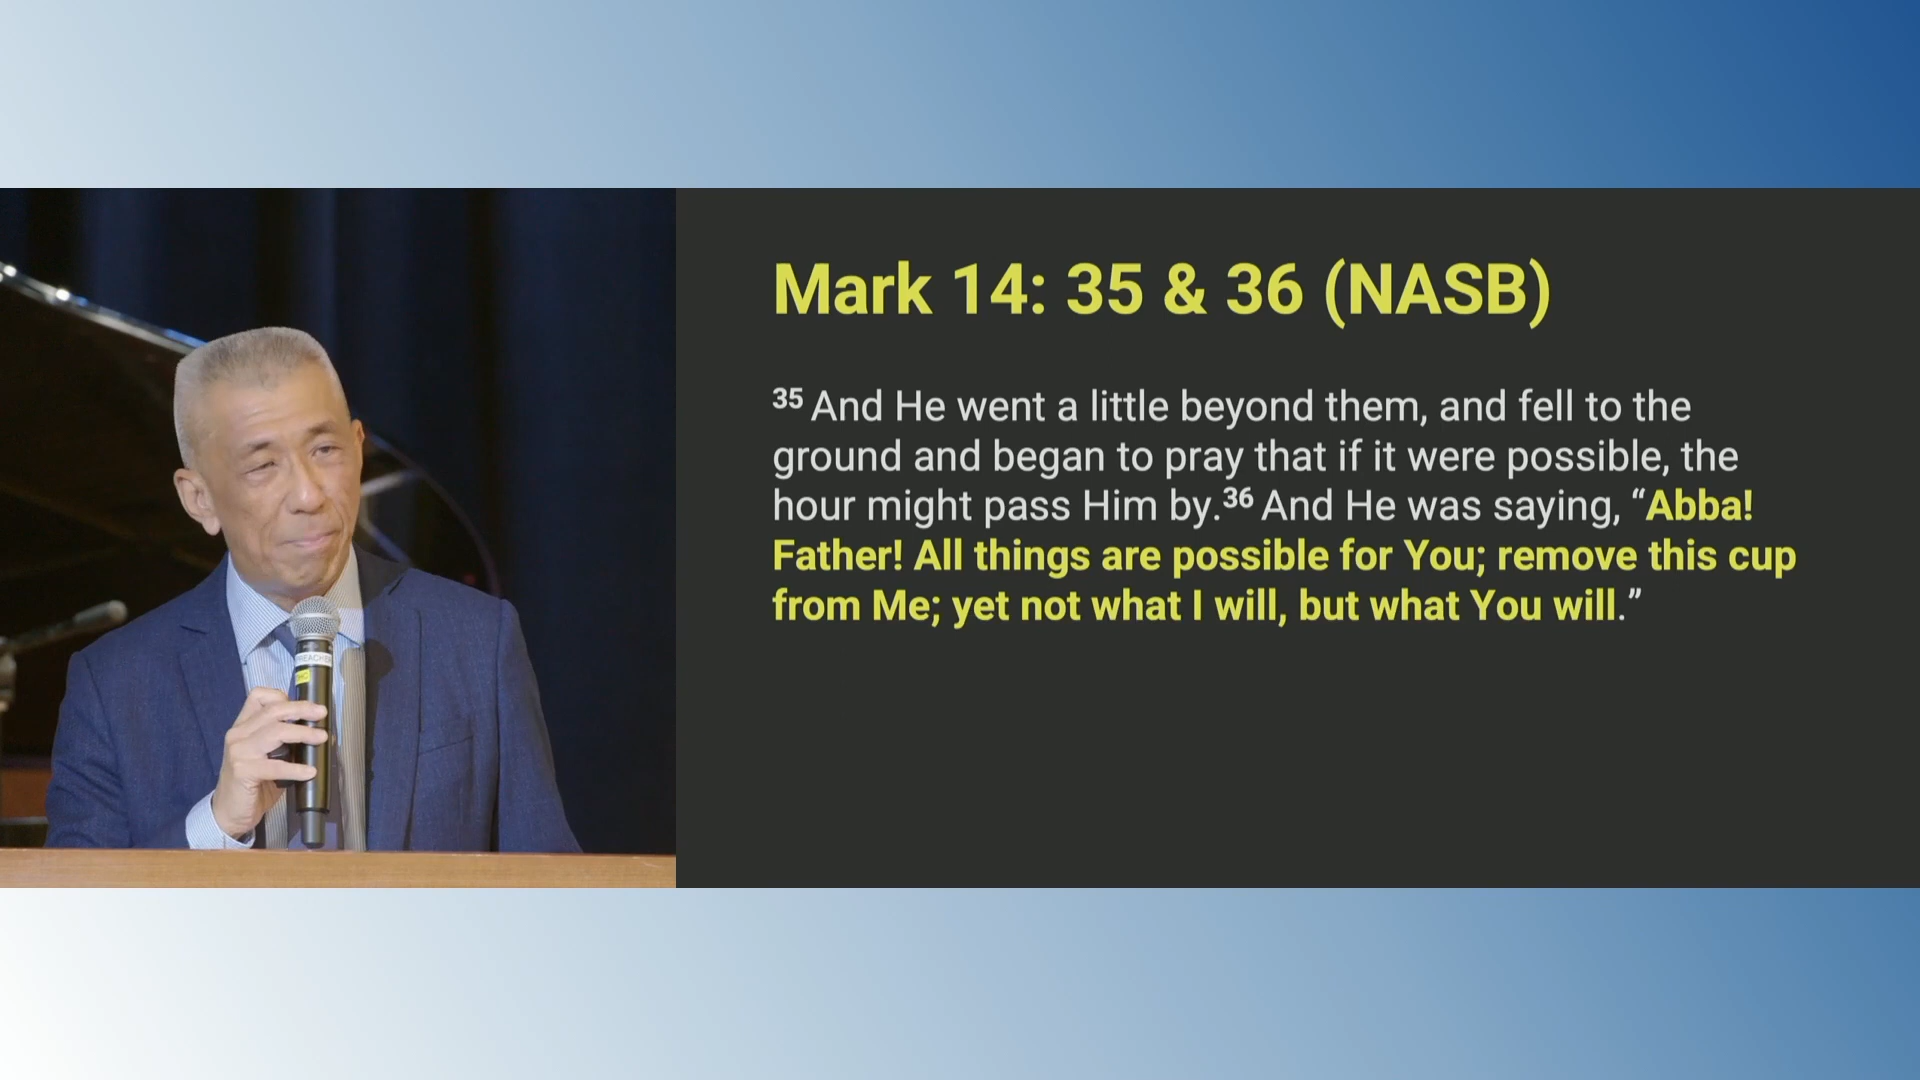 Mark 14: 35 & 36 (NASB)
35 And He went a little beyond them, and fell to the
ground and began to pray that if it were possible, the
hour might pass Him by.36 And He was saying, “Abba!
Father! All things are possible for You; remove this cup
from Me; yet not what I will, but what You will.”
PREACHER